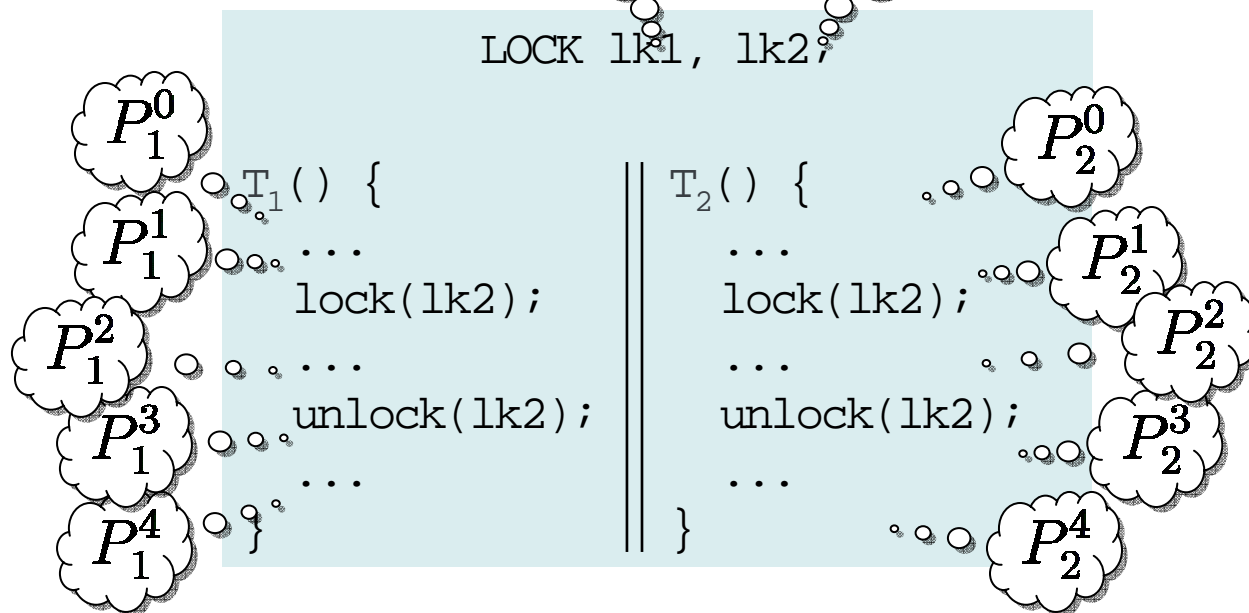 LOCK lk1, lk2;
P_1^0 P_2^0
T_1() { T_2() {
P_1^1 ... ... P_2^1
lock(lk2); lock(lk2);
P_1^2 ... ... P_2^2
unlock(lk2); unlock(lk2);
P_1^3 P_2^3
... ...
} }
P_1^4 P_2^4